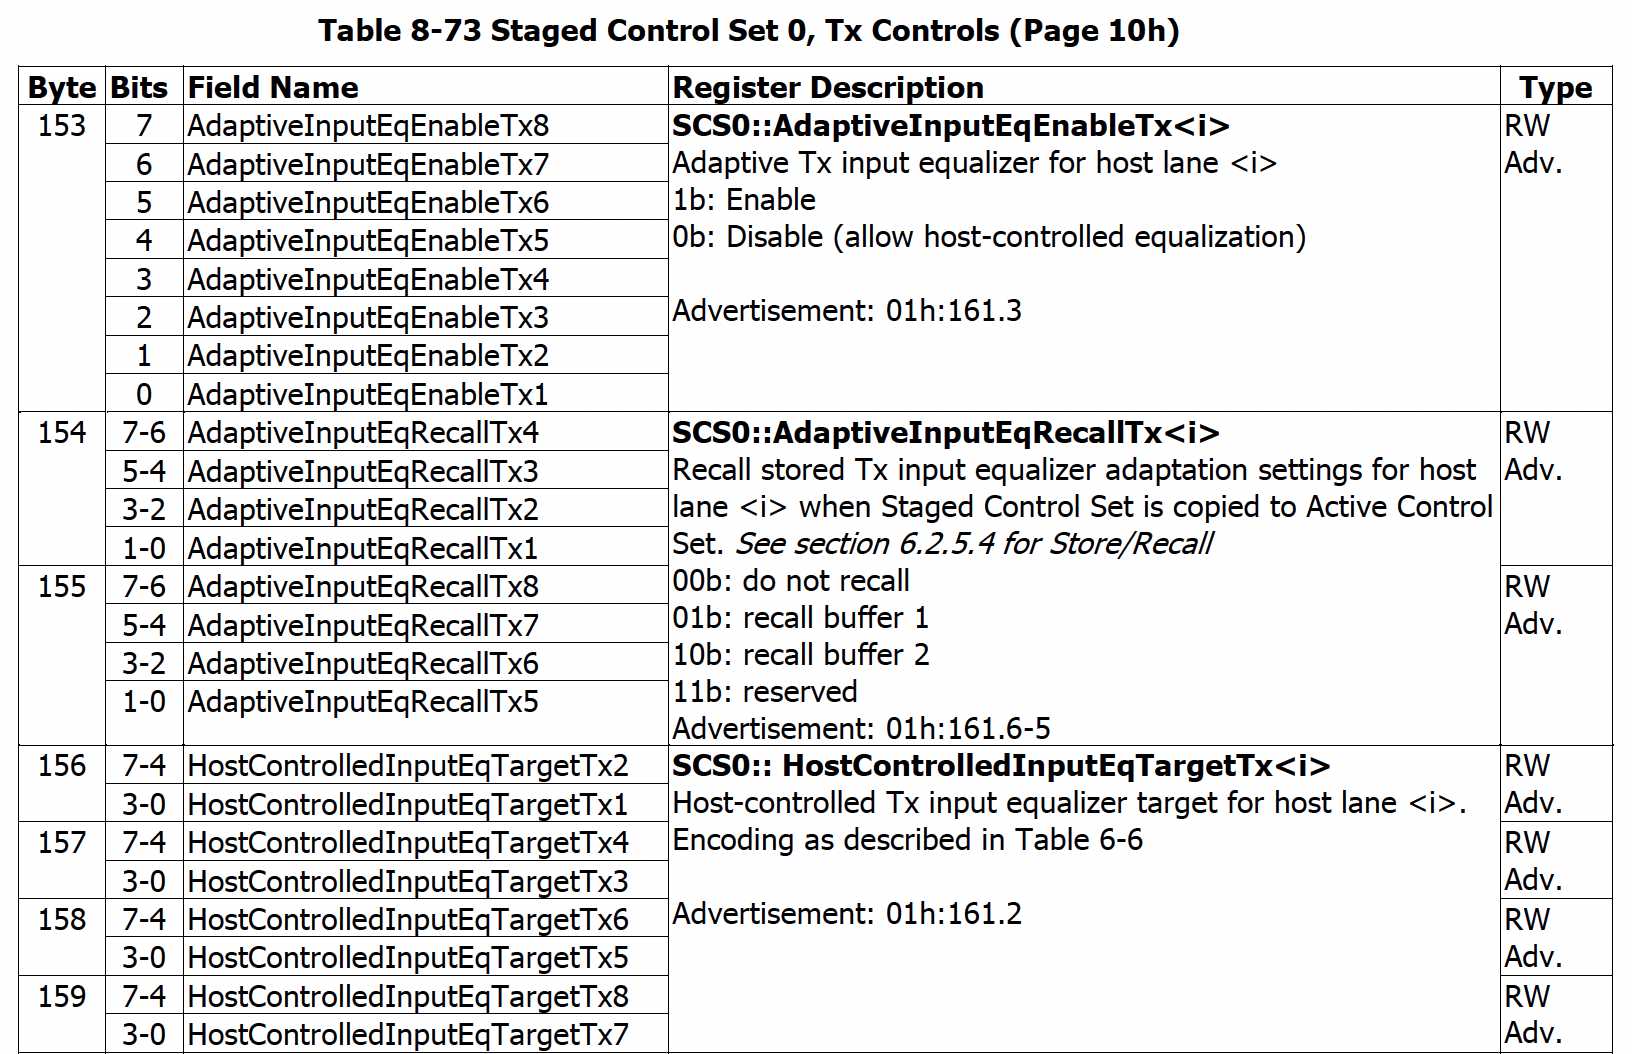 Table 8-73 Staged Control Set 0, Tx Controls (Page 10h)
Byte Bits Field Name Register Description Type
153 7 AdaptiveInputEqEnableTx8 SCS0::AdaptiveInputEqEnableTx<i> RW
6 AdaptiveInputEqEnableTx7 Adaptive Tx input equalizer for host lane <i> Adv.
5 AdaptiveInputEqEnableTx6 1b: Enable
4 AdaptiveInputEqEnableTx5 0b: Disable (allow host-controlled equalization)
3 AdaptiveInputEqEnableTx4
2 AdaptiveInputEqEnableTx3 Advertisement: 01h:161.3
1 AdaptiveInputEqEnableTx2
0 AdaptiveInputEqEnableTx1
154 7-6 AdaptiveInputEqRecallTx4 SCS0::AdaptiveInputEqRecallTx<i> RW
5-4 AdaptiveInputEqRecallTx3 Recall stored Tx input equalizer adaptation settings for host Adv.
3-2 AdaptiveInputEqRecallTx2 lane <i> when Staged Control Set is copied to Active Control
1-0 AdaptiveInputEqRecallTx1 Set. See section 6.2.5.4 for Store/Recall
155 7-6 AdaptiveInputEqRecallTx8 00b: do not recall RW
5-4 AdaptiveInputEqRecallTx7 01b: recall buffer 1 Adv.
3-2 AdaptiveInputEqRecallTx6 10b: recall buffer 2
1-0 AdaptiveInputEqRecallTx5 11b: reserved
Advertisement: 01h:161.6-5
156 7-4 HostControlledInputEqTargetTx2 SCS0:: HostControlledInputEqTargetTx<i> RW
3-0 HostControlledInputEqTargetTx1 Host-controlled Tx input equalizer target for host lane <i>. Adv.
157 7-4 HostControlledInputEqTargetTx4 Encoding as described in Table 6-6 RW
3-0 HostControlledInputEqTargetTx3 Adv.
158 7-4 HostControlledInputEqTargetTx6 Advertisement: 01h:161.2 RW
3-0 HostControlledInputEqTargetTx5 Adv.
159 7-4 HostControlledInputEqTargetTx8 RW
3-0 HostControlledInputEqTargetTx7 Adv.